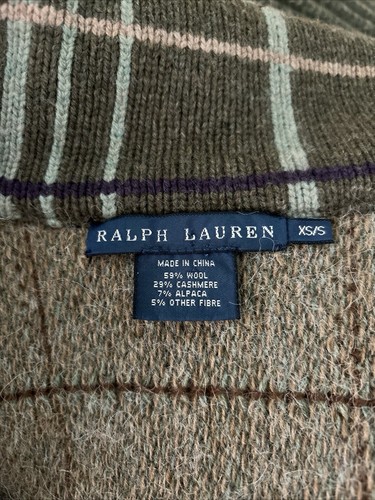 RALPH LAUREN XS/S
MADE IN CHINA
59% WOOL
29% CASHMERE
7% ALPACA
5% OTHER FIBRE